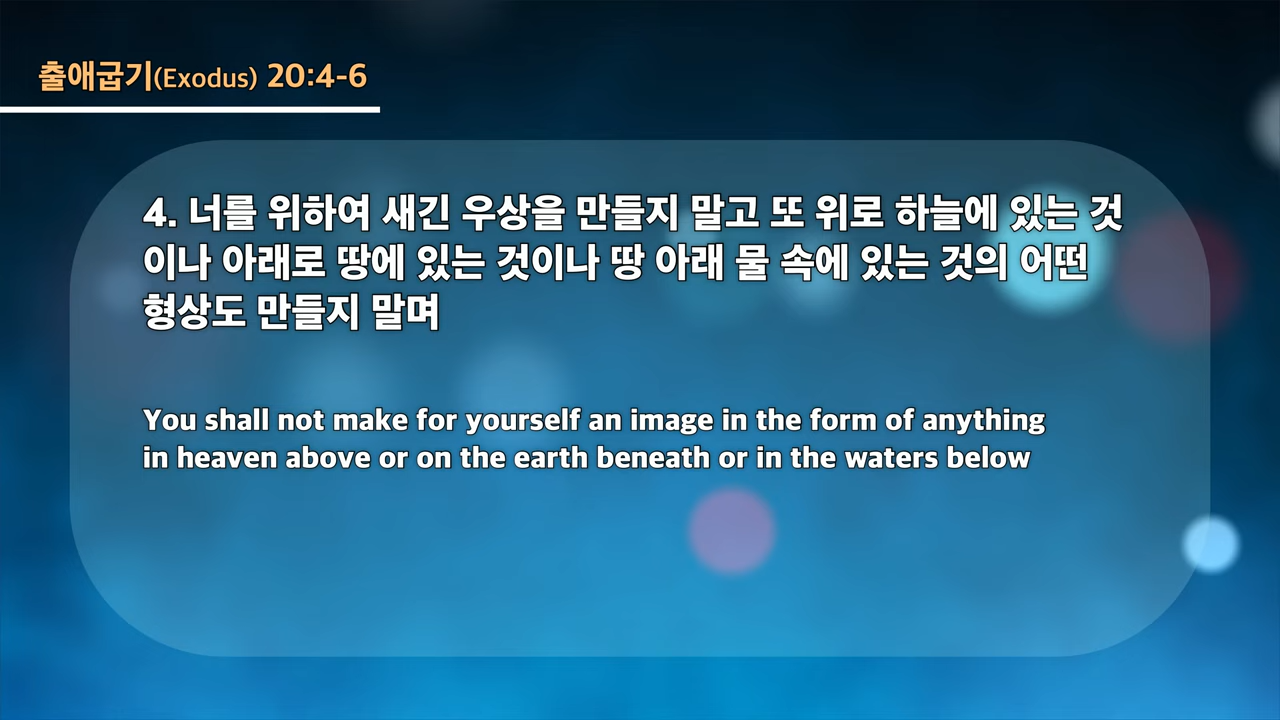 출애굽기(Exodus) 20:4-6
4. 너를 위하여 새긴 우상을 만들지 말고 또 위로 하늘에 있는 것
이나 아래로 땅에 있는 것이나 땅 아래 물 속에 있는 것의 어떤
형상도 만들지 말며
You shall not make for yourself an image in the form of anything
in heaven above or on the earth beneath or in the waters below